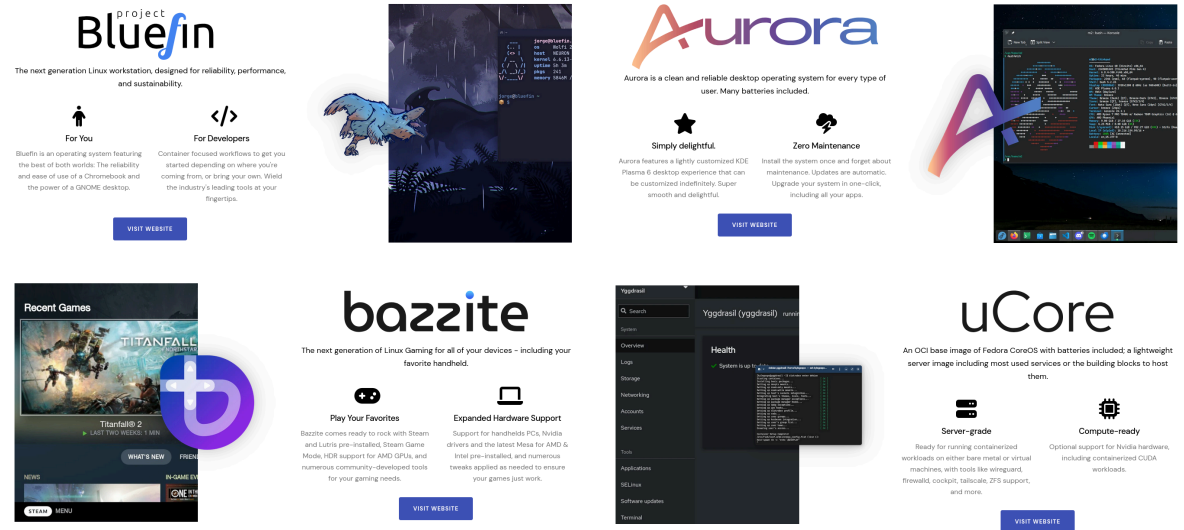 project
Bluefin
The next generation Linux workstation, designed for reliability, performance,
and sustainability.
For You
Bluefin is an operating system featuring
the best of both worlds: The reliability
and ease of use of a Chromebook and
the power of a GNOME desktop.
For Developers
Container focused workflows to get you
started depending on where you're
coming from, or bring your own. Wield
the industry's leading tools at your
fingertips.
VISIT WEBSITE
Aurora
Aurora is a clean and reliable desktop operating system for every type of
user. Many batteries included.
Simply delightful.
Aurora features a lightly customized KDE
Plasma 6 desktop experience that can
be customized indefinitely. Super
smooth and delightful.
Zero Maintenance
Install the system once and forget about
maintenance. Updates are automatic.
Upgrade your system in one-click,
including all your apps.
VISIT WEBSITE
Recent Games
TITANFALL
Titanfall® 2
LAST TWO WEEKS: 1 MIN
WHAT'S NEW
NEWS
STEAM MENU
bazzite
The next generation of Linux Gaming for all of your devices - including your
favorite handheld.
Play Your Favorites
Bazzite comes ready to rock with Steam
and Lutris pre-installed, Steam Game
Mode, HDR support for AMD GPUs, and
numerous community-developed tools
for your gaming needs.
Expanded Hardware Support
Support for handhelds PCs, Nvidia
drivers and the latest Mesa for AMD &
Intel pre-installed, and numerous
tweaks applied as needed to ensure
your games just work.
VISIT WEBSITE
Yggdrasil
Search
System
Overview
Logs
Storage
Networking
Accounts
Services
Tools
Applications
SELinux
Software updates
Terminal
Yggdrasil (yggdrasil)
Health
System is up to
uCore
An OCI base image of Fedora CoreOS with batteries included; a lightweight
server image including most used services or the building blocks to host
them.
Server-grade
Ready for running containerized
workloads on either bare metal or virtual
machines, with tools like wireguard,
firewalld, cockpit, tailscale, ZFS support,
and more.
Compute-ready
Optional support for Nvidia hardware,
including containerized CUDA
workloads.
VISIT WEBSITE